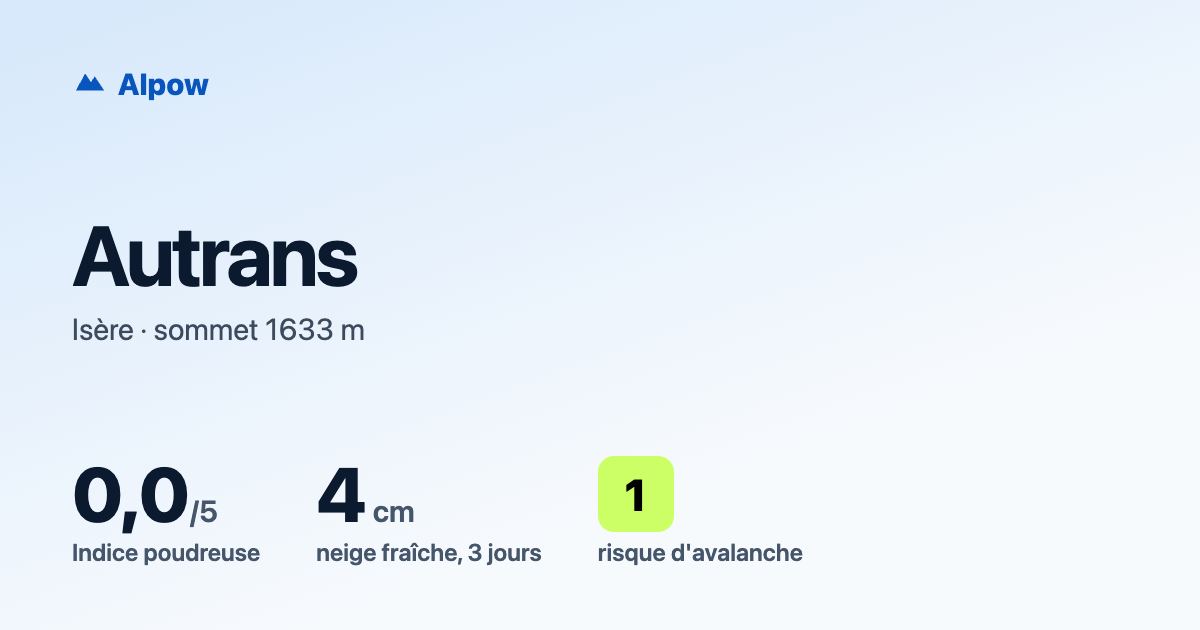 Alpow
Autrans
Isère · sommet 1633 m
0,0/5
Indice poudreuse
4 cm
neige fraîche, 3 jours
1
risque d'avalanche